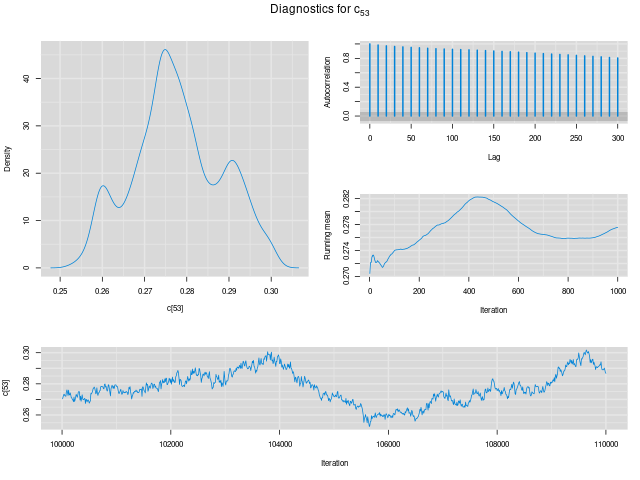 Diagnostics for c53
Density
0 10 20 30 40
0.25 0.26 0.27 0.28 0.29 0.30
c[53]
Autocorrelation
0.0 0.4 0.8
0 50 100 150 200 250 300
Lag
Running mean
0.270 0.274 0.278 0.282
0 200 400 600 800 1000
Iteration
c[53]
0.26 0.28 0.30
100000 102000 104000 106000 108000 110000
Iteration